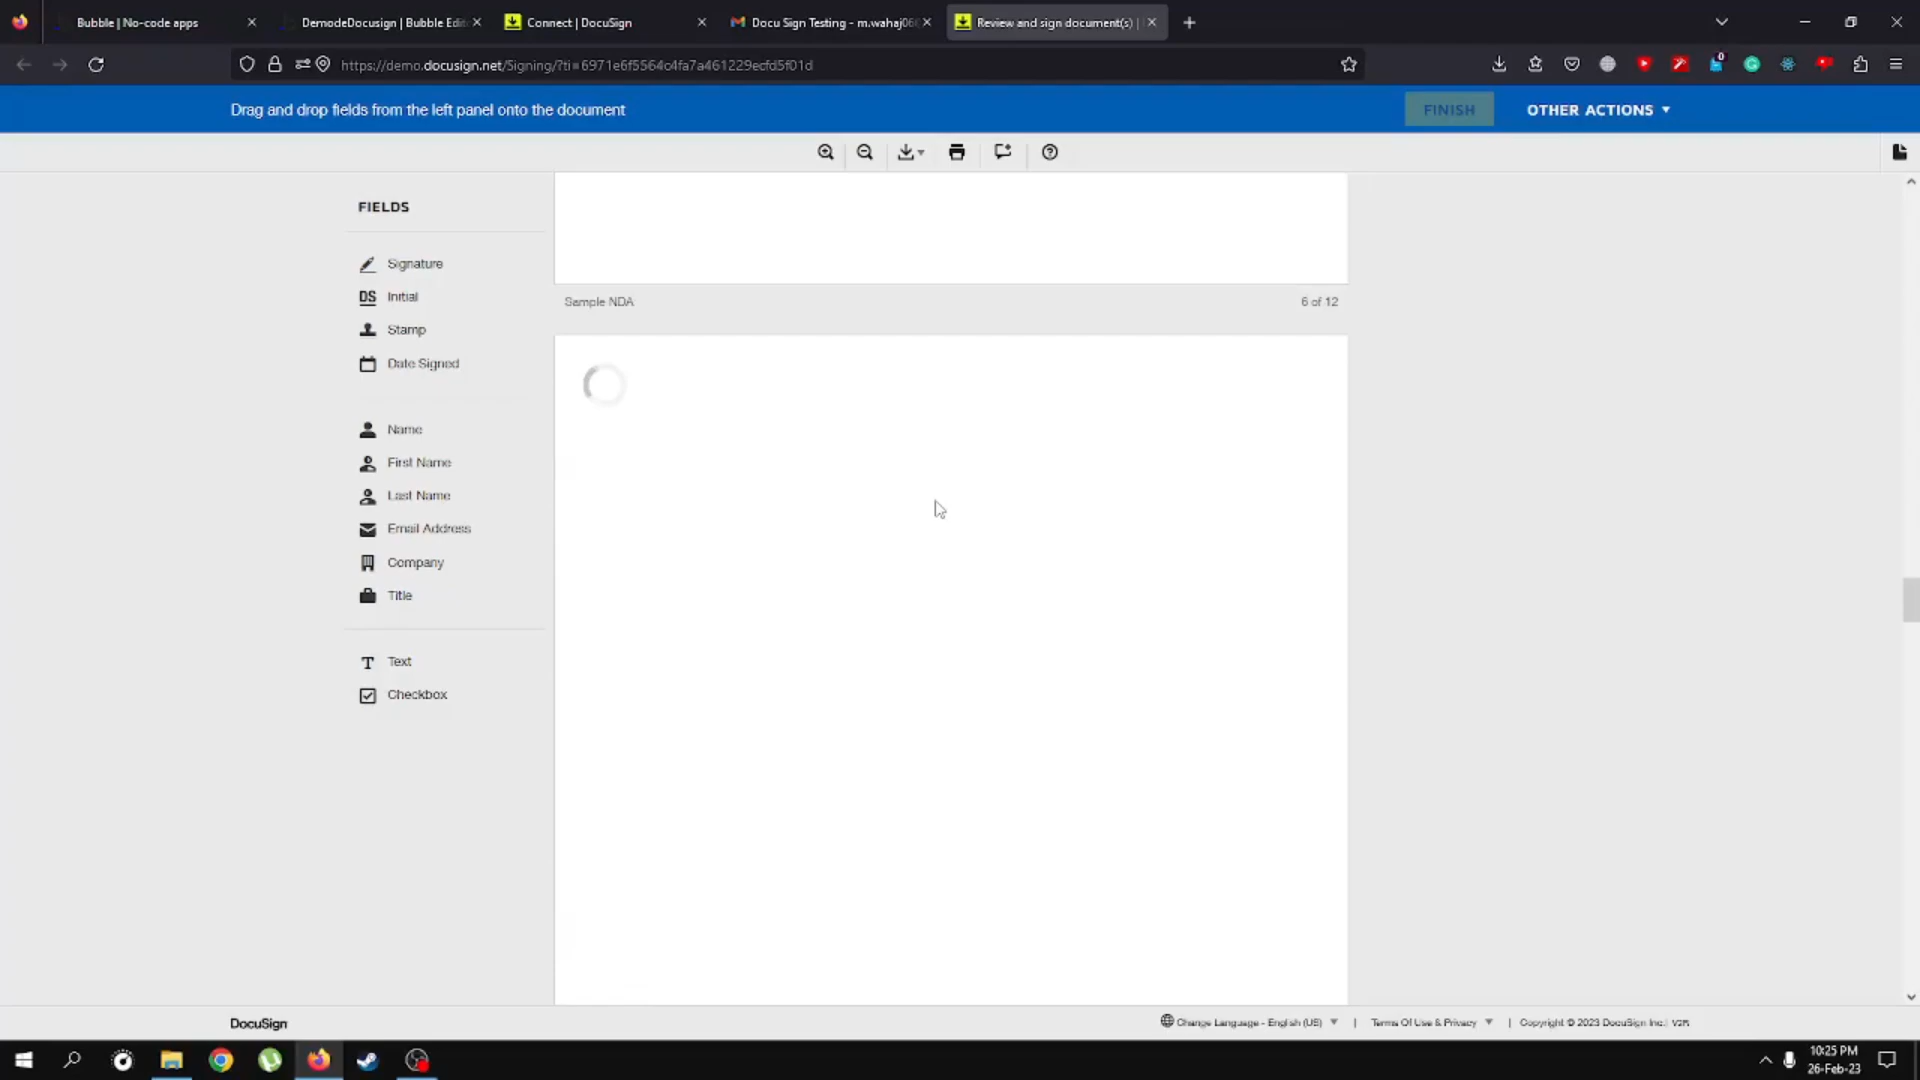 Bubble | No-code apps
DemodeDocusign | Bubble Edi
Connect | DocuSign
Docu Sign Testing - m.wahaj06
Review and sign document(s) |
https://demo.docusign.net/Signing/?ti=6971e6f5564c4fa7a461229ecfd5f01d
0
Drag and drop fields from the left panel onto the document
FINISH
OTHER ACTIONS
FIELDS
Signature
DS Initial
Stamp
Date Signed
Name
First Name
Last Name
Email Address
Company
Title
T Text
Checkbox
Sample NDA
6 of 12
DocuSign
Change Language - English (US)
|
Terms Of Use & Privacy
|
Copyright © 2023 DocuSign Inc. | V2R
10:25 PM
26-Feb-23